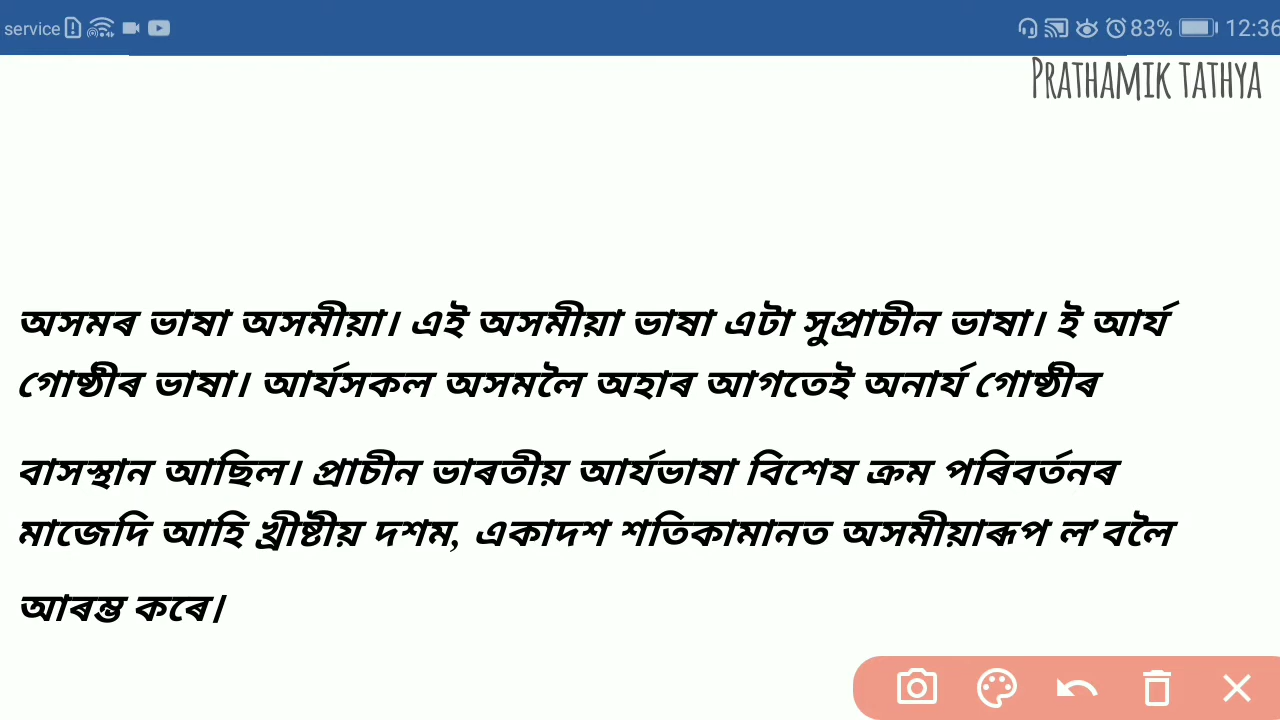 service 83% 12:36
PRATHAMIK TATHYA
অসমৰ ভাষা অসমীয়া। এই অসমীয়া ভাষা এটা সুপ্ৰাচীন ভাষা। ই আৰ্য
গোষ্ঠীৰ ভাষা। আৰ্যসকল অসমলৈ অহাৰ আগতেই অনাৰ্য গোষ্ঠীৰ
বাসস্থান আছিল। প্ৰাচীন ভাৰতীয় আৰ্যভাষা বিশেষ ক্ৰম পৰিবৰ্তনৰ
মাজেদি আহি খ্ৰীষ্টীয় দশম, একাদশ শতিকামানত অসমীয়াৰূপ ল'বলৈ
আৰম্ভ কৰে।